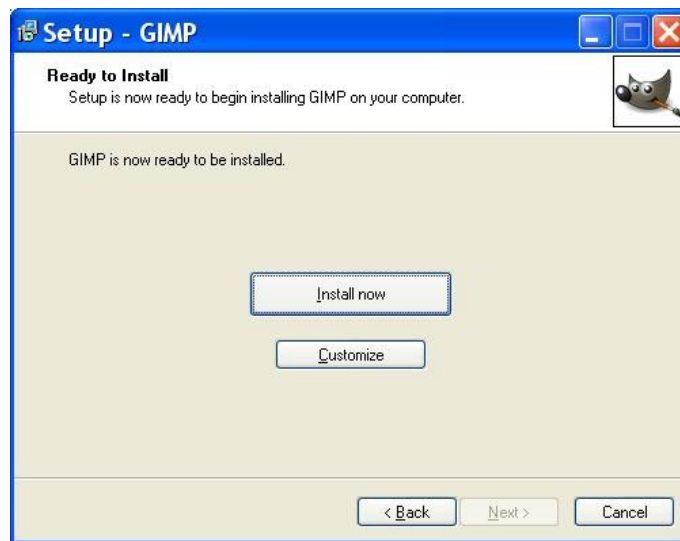 Setup - GIMP
Ready to Install
Setup is now ready to begin installing GIMP on your computer.
GIMP is now ready to be installed.
Install now
Customize
< Back Next > Cancel